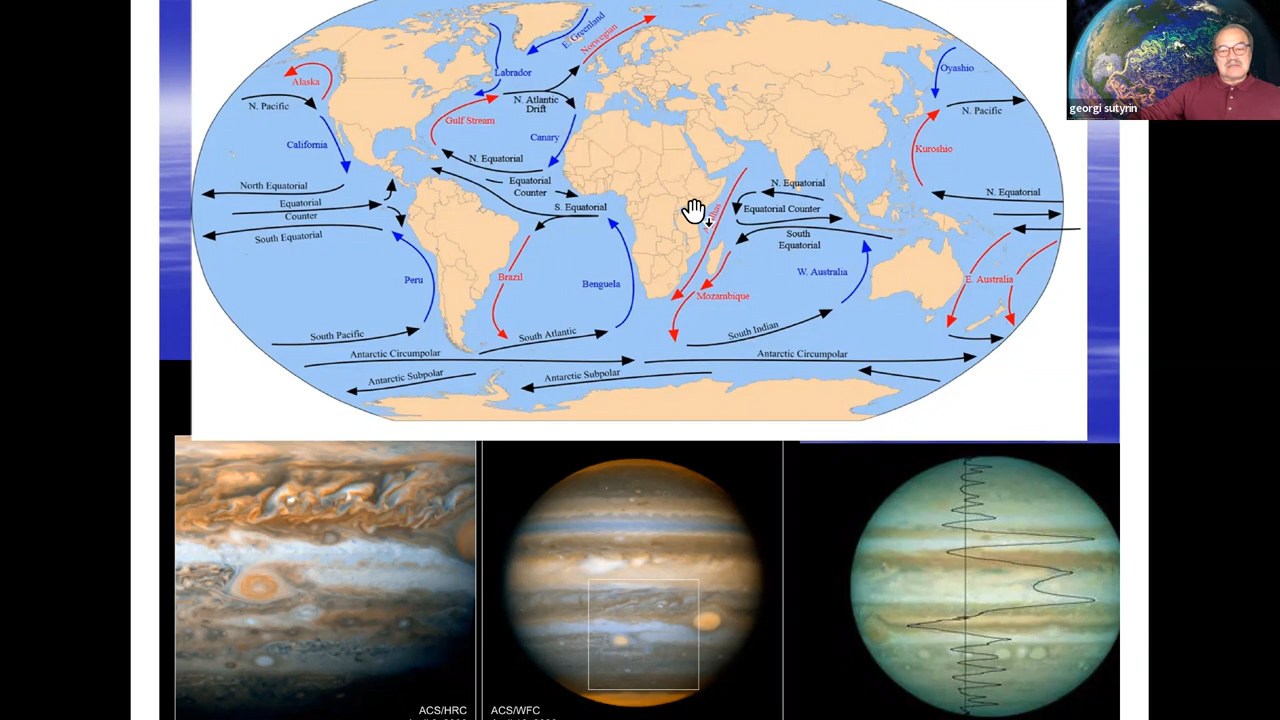 georgi sutyrin
E. Greenland
Norwegian
Labrador
Alaska
N. Pacific
N. Atlantic
Drift
Gulf Stream
California
Canary
N. Equatorial
Equatorial
Counter
S. Equatorial
North Equatorial
Equatorial
Counter
South Equatorial
Peru
Brazil
Benguela
South Pacific
South Atlantic
Antarctic Circumpolar
Antarctic Subpolar
Antarctic Subpolar
Oyashio
N. Pacific
Kuroshio
N. Equatorial
N. Equatorial
Equatorial Counter
South
Equatorial
W. Australia
E. Australia
Mozambique
South Indian
Antarctic Circumpolar
ACS/HRC
ACS/WFC